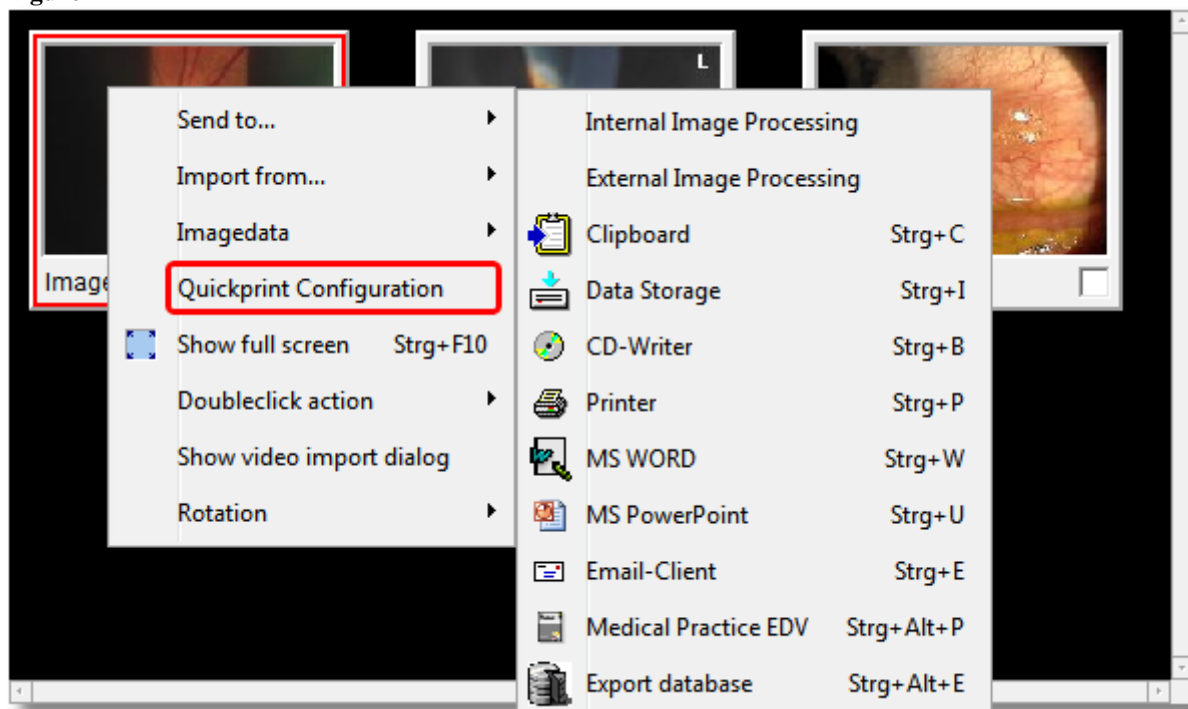 L
Image
Send to...
Import from...
Imagedata
Quickprint Configuration
Show full screen Strg+F10
Doubleclick action
Show video import dialog
Rotation
Internal Image Processing
External Image Processing
Clipboard Strg+C
Data Storage Strg+I
CD-Writer Strg+B
Printer Strg+P
MS WORD Strg+W
MS PowerPoint Strg+U
Email-Client Strg+E
Medical Practice EDV Strg+Alt+P
Export database Strg+Alt+E